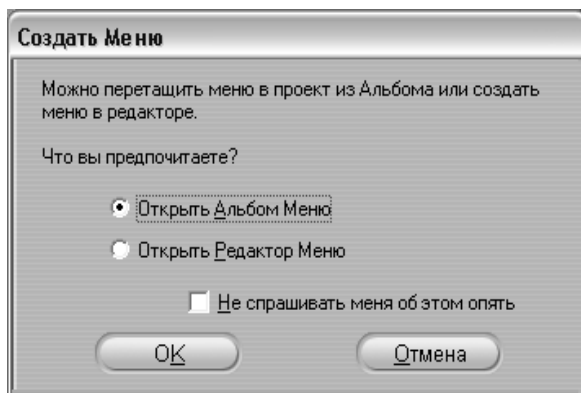 Создать Меню
Можно перетащить меню в проект из Альбома или создать
меню в редакторе.
Что вы предпочитаете?
Открыть Альбом Меню
Открыть Редактор Меню
Не спрашивать меня об этом опять
OK
Отмена